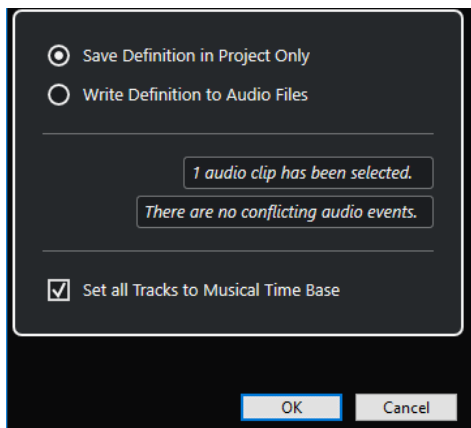 Save Definition in Project Only
Write Definition to Audio Files
1 audio clip has been selected.
There are no conflicting audio events.
Set all Tracks to Musical Time Base
OK Cancel